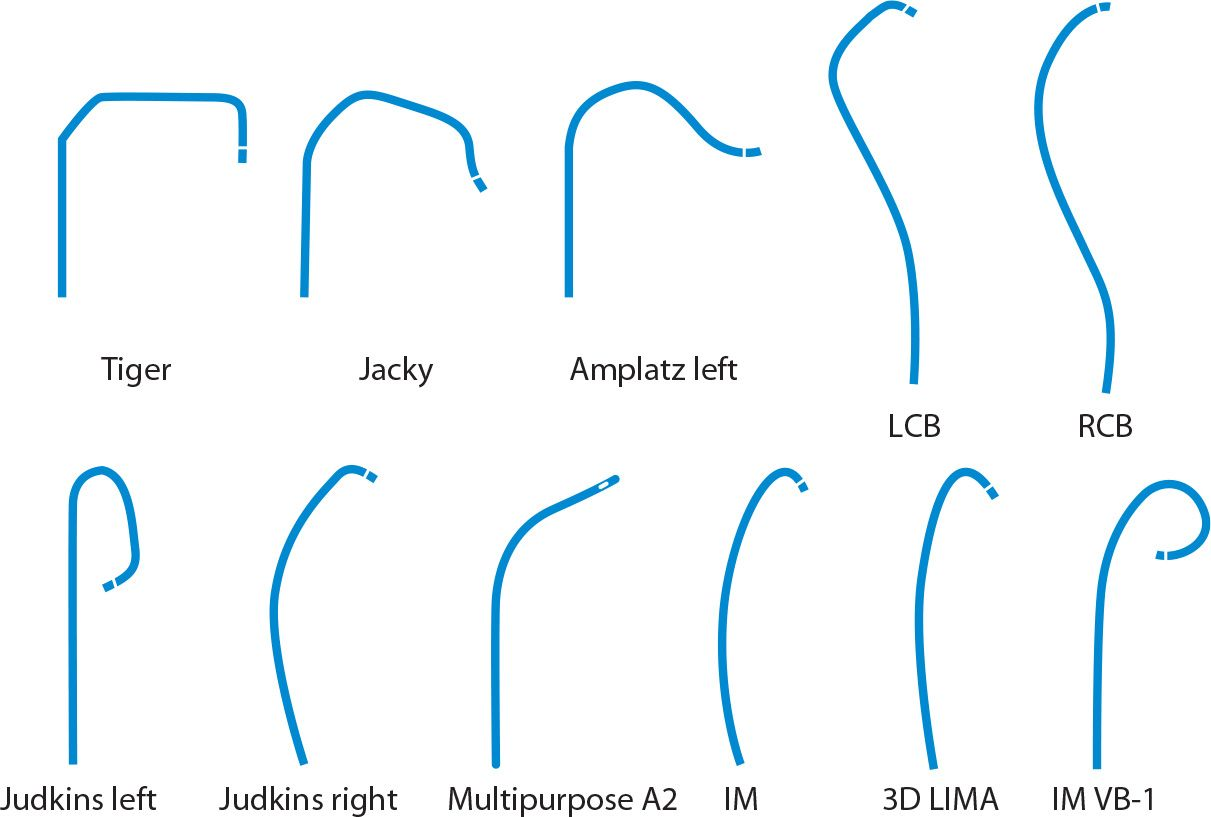 Tiger
Jacky
Amplatz left
LCB
RCB
Judkins left
Judkins right
Multipurpose A2
IM
3D LIMA
IM VB-1